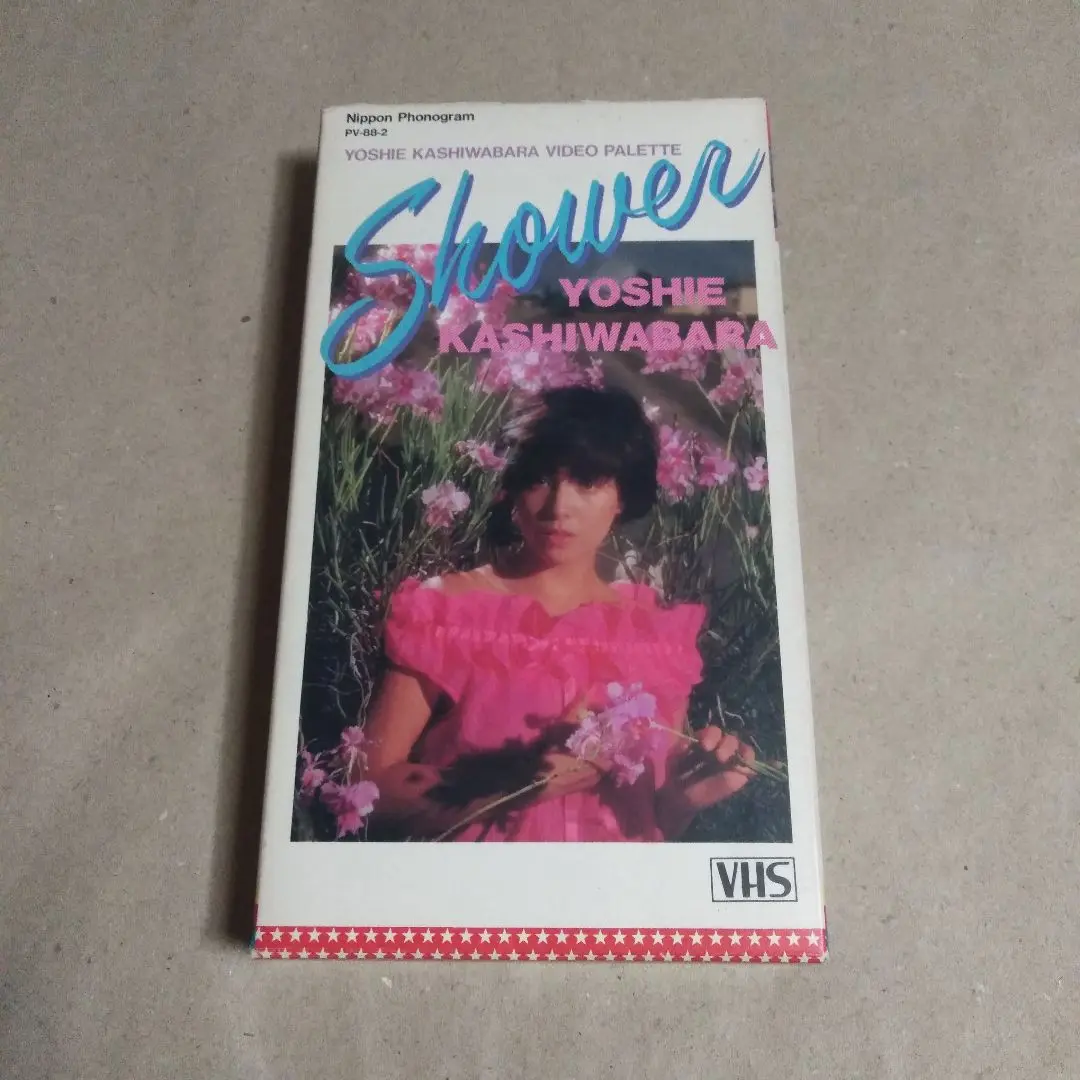 Nippon Phonogram
PV-88-2
YOSHIE KASHIWABARA VIDEO PALETTE
Shower
YOSHIE
KASHIWABARA
VHS